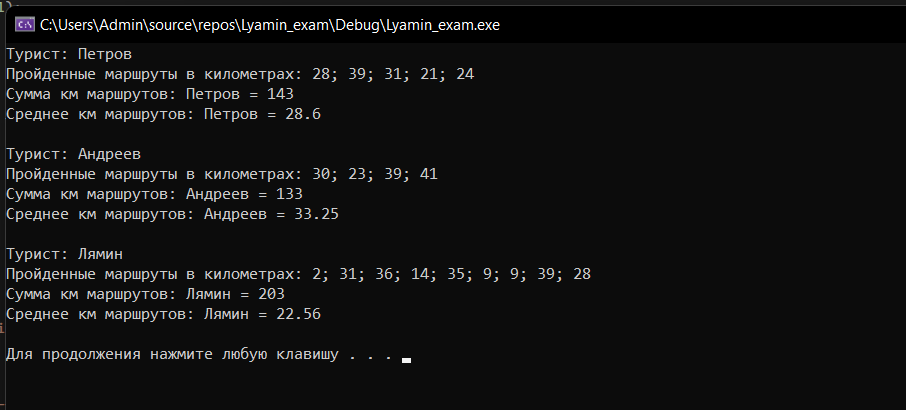 C:\Users\Admin\source\repos\Lyamin_exam\Debug\Lyamin_exam.exe
Турист: Петров
Пройденные маршруты в километрах: 28; 39; 31; 21; 24
Сумма км маршрутов: Петров = 143
Среднее км маршрутов: Петров = 28.6
Турист: Андреев
Пройденные маршруты в километрах: 30; 23; 39; 41
Сумма км маршрутов: Андреев = 133
Среднее км маршрутов: Андреев = 33.25
Турист: Лямин
Пройденные маршруты в километрах: 2; 31; 36; 14; 35; 9; 9; 39; 28
Сумма км маршрутов: Лямин = 203
Среднее км маршрутов: Лямин = 22.56
Для продолжения нажмите любую клавишу . . .